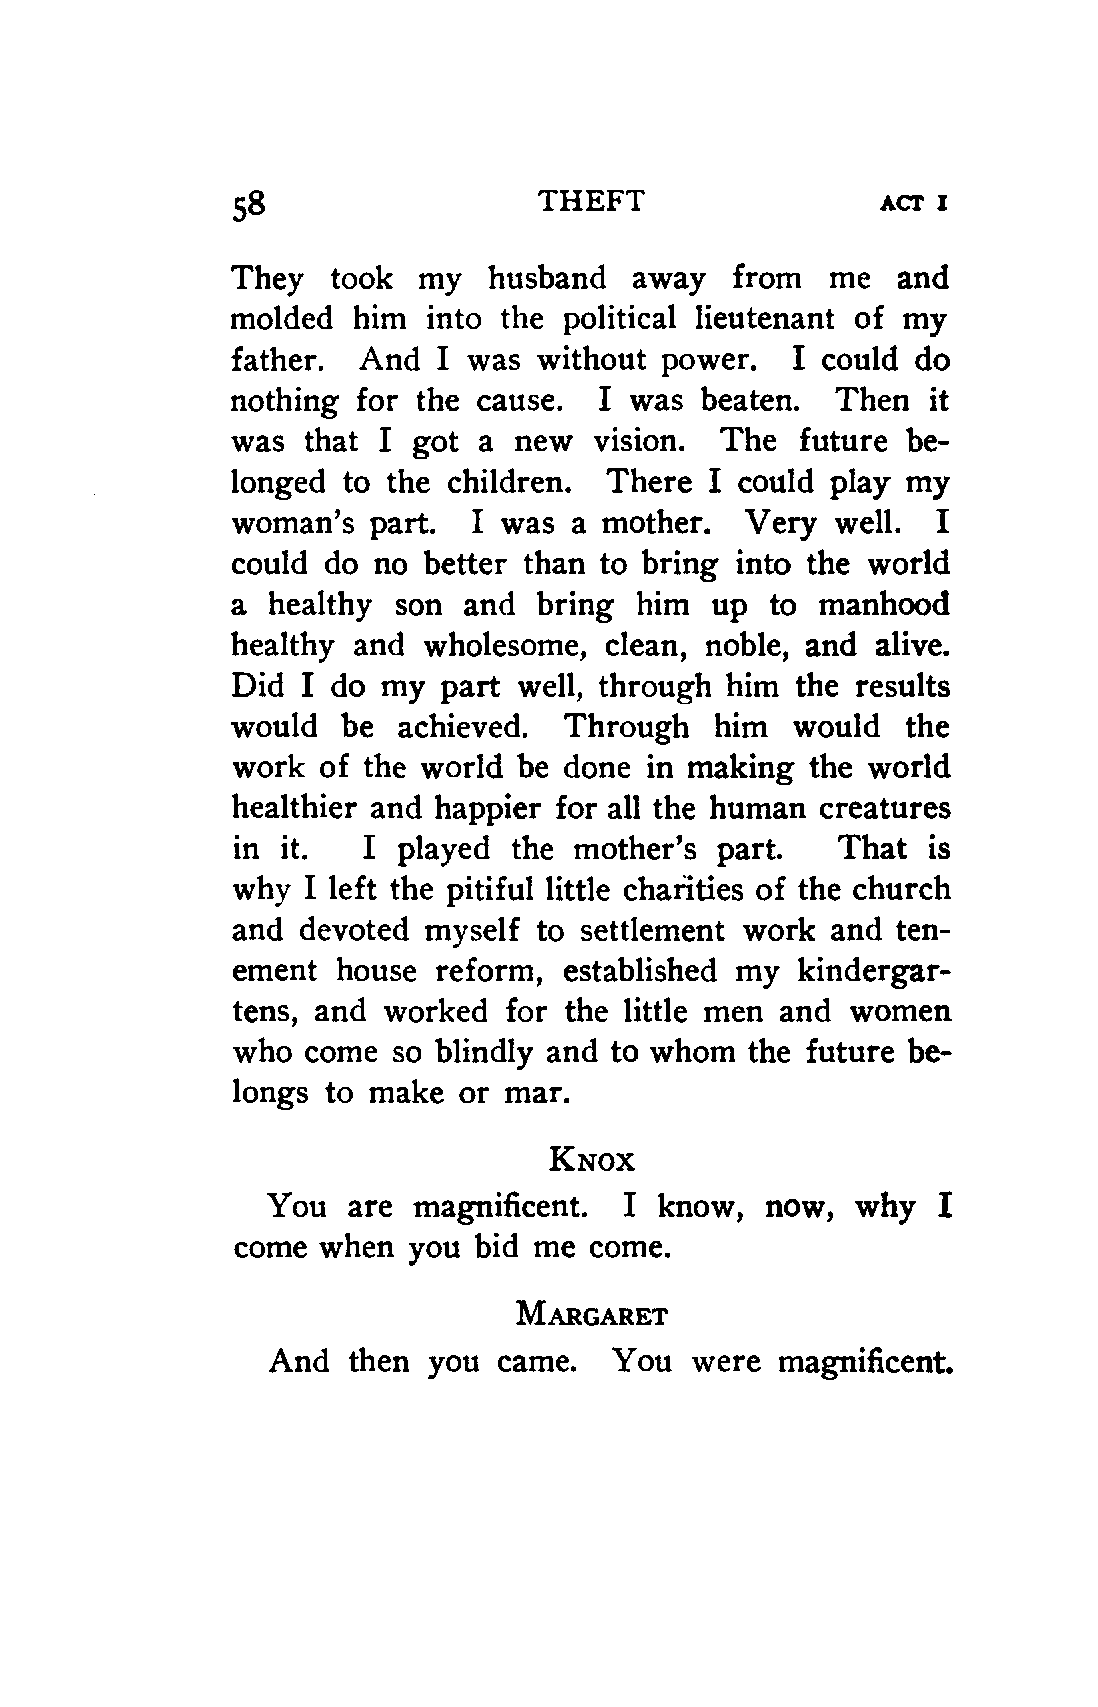 58 THEFT ACT I
They took my husband away from me and
molded him into the political lieutenant of my
father. And I was without power. I could do
nothing for the cause. I was beaten. Then it
was that I got a new vision. The future be-
longed to the children. There I could play my
woman's part. I was a mother. Very well. I
could do no better than to bring into the world
a healthy son and bring him up to manhood
healthy and wholesome, clean, noble, and alive.
Did I do my part well, through him the results
would be achieved. Through him would the
work of the world be done in making the world
healthier and happier for all the human creatures
in it. I played the mother's part. That is
why I left the pitiful little charities of the church
and devoted myself to settlement work and ten-
ement house reform, established my kindergar-
tens, and worked for the little men and women
who come so blindly and to whom the future be-
longs to make or mar.
KNOX
You are magnificent. I know, now, why I
come when you bid me come.
MARGARET
And then you came. You were magnificent.